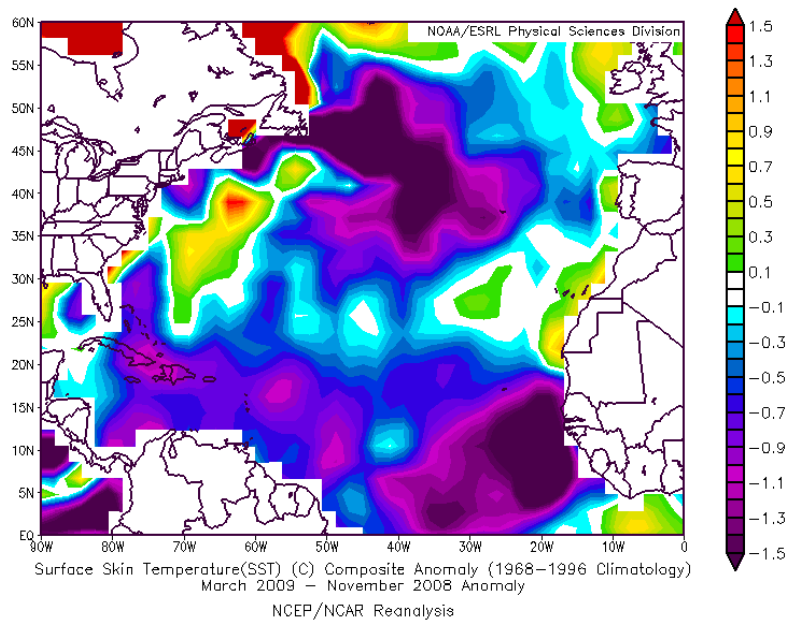 NOAA/ESRL Physical Sciences Division
60N
55N
50N
45N
40N
35N
30N
25N
20N
15N
10N
5N
EQ
90W 80W 70W 60W 50W 40W 30W 20W 10W 0
1.5
1.3
1.1
0.9
0.7
0.5
0.3
0.1
-0.1
-0.3
-0.5
-0.7
-0.9
-1.1
-1.3
-1.5
Surface Skin Temperature(SST) (C) Composite Anomaly (1968-1996 Climatology)
March 2009 - November 2008 Anomaly
NCEP/NCAR Reanalysis